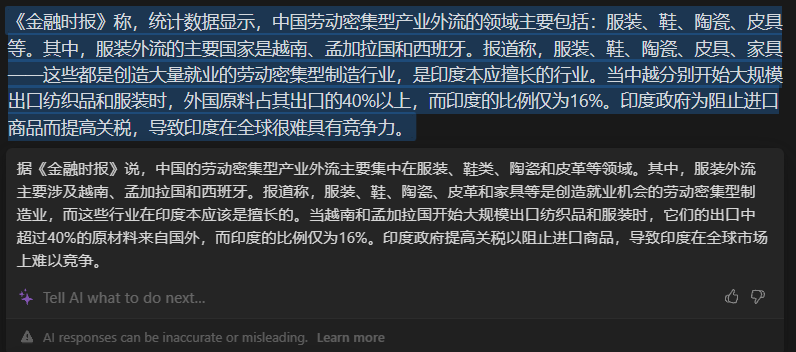 《金融时报》称，统计数据显示，中国劳动密集型产业外流的领域主要包括：服装、鞋、陶瓷、皮具
等。其中，服装外流的主要国家是越南、孟加拉国和西班牙。报道称，服装、鞋、陶瓷、皮具、家具
——这些都是创造大量就业的劳动密集型制造行业，是印度本应擅长的行业。当中越分别开始大规模
出口纺织品和服装时，外国原料占其出口的40%以上，而印度的比例仅为16%。印度政府为阻止进口
商品而提高关税，导致印度在全球很难具有竞争力。
据《金融时报》说，中国的劳动密集型产业外流主要集中在服装、鞋类、陶瓷和皮革等领域。其中，服装外流
主要涉及越南、孟加拉国和西班牙。报道称，服装、鞋、陶瓷、皮革和家具等是创造就业机会的劳动密集型制
造业，而这些行业在印度本应该是擅长的。当越南和孟加拉国开始大规模出口纺织品和服装时，它们的出口中
超过40%的原材料来自国外，而印度的比例仅为16%。印度政府提高关税以阻止进口商品，导致印度在全球市场
上难以竞争。
Tell AI what to do next...
AI responses can be inaccurate or misleading. Learn more